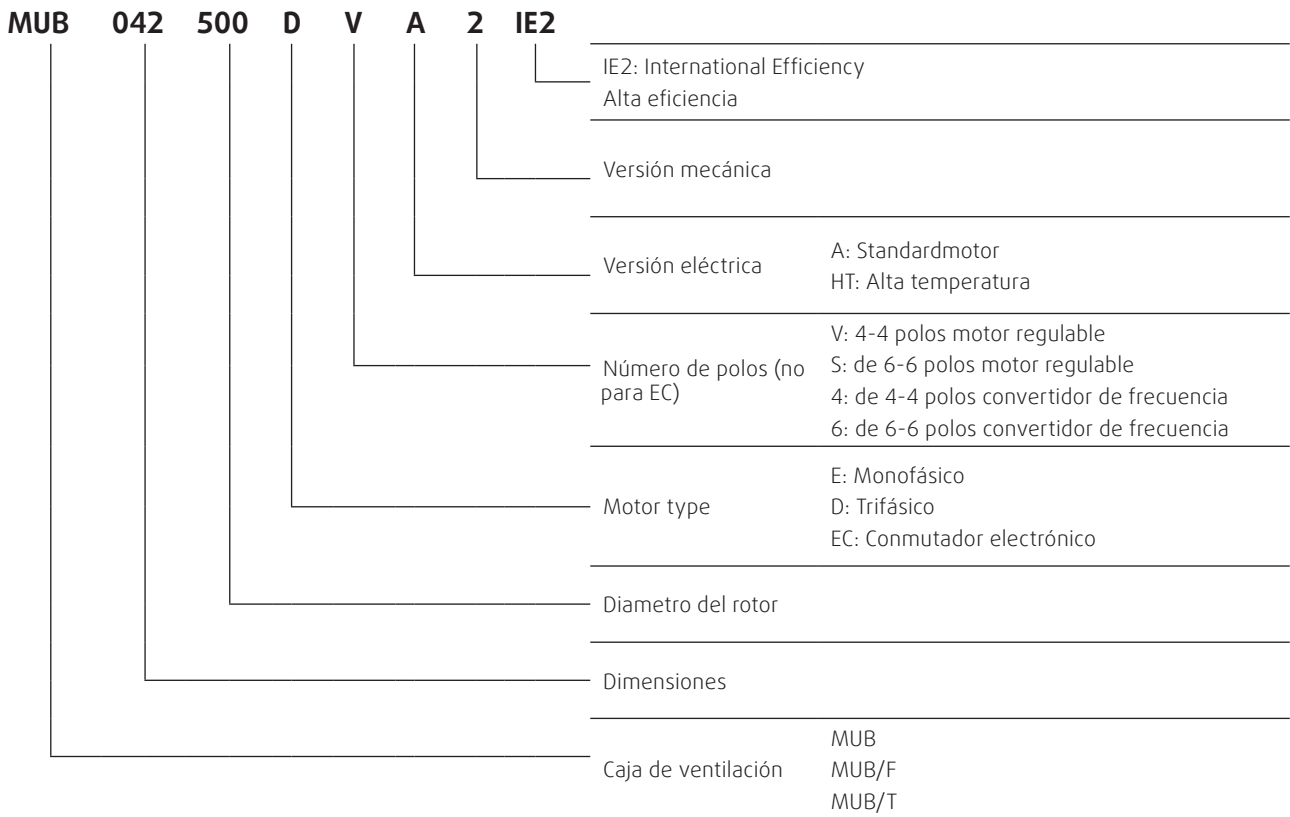 MUB 042 500 D V A 2 IE2
IE2: International Efficiency
Alta eficiencia
Versión mecánica
Versión eléctrica
A: Standardmotor
HT: Alta temperatura
Número de polos (no
para EC)
V: 4-4 polos motor regulable
S: de 6-6 polos motor regulable
4: de 4-4 polos convertidor de frecuencia
6: de 6-6 polos convertidor de frecuencia
Motor type
E: Monofásico
D: Trifásico
EC: Conmutador electrónico
Diametro del rotor
Dimensiones
Caja de ventilación
MUB
MUB/F
MUB/T